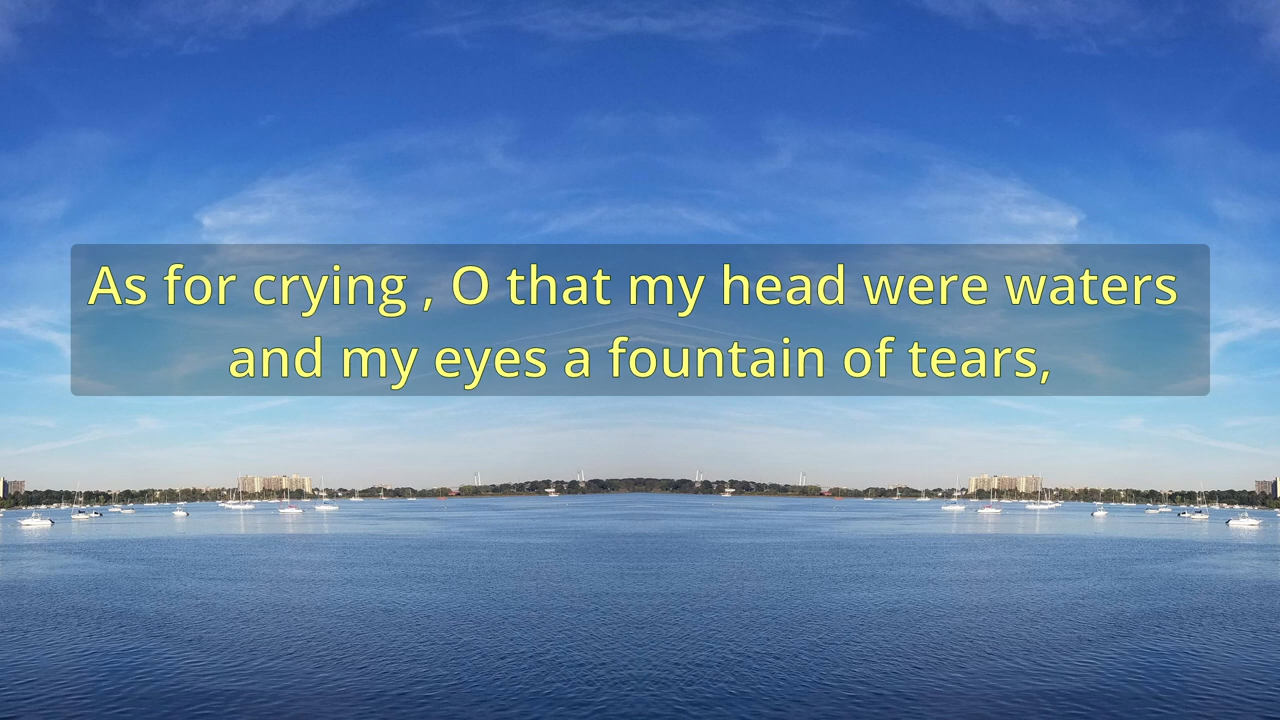 As for crying , O that my head were waters
and my eyes a fountain of tears,